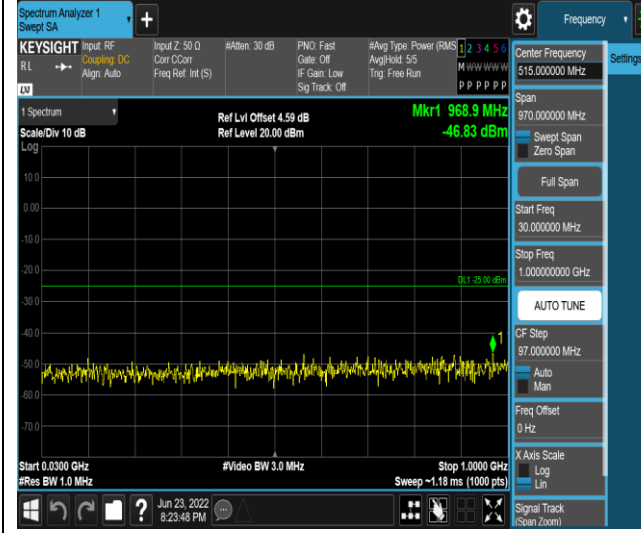 Spectrum Analyzer 1
Swept SA
+
Frequency
Settings
KEYSIGHT
RL
Input: RF
Coupling: DC
Align: Auto
Input Z: 50 Ω
Corr CCorr
Freq Ref: Int (S)
#Atten: 30 dB
PNO: Fast
Gate: Off
IF Gain: Low
Sig Track: Off
#Avg Type: Power (RMS
Avg|Hold: 5/5
Trig: Free Run
1 2 3 4 5 6
M W W W W W
P P P P P P
LXI
1 Spectrum
Scale/Div 10 dB
Log
Ref Lvl Offset 4.59 dB
Ref Level 20.00 dBm
Mkr1 968.9 MHz
-46.83 dBm
10.0
0.00
-10.0
-20.0
DL1 -25.00 dBm
-30.0
-40.0
1
-50.0
-60.0
-70.0
Start 0.0300 GHz
#Res BW 1.0 MHz
#Video BW 3.0 MHz
Stop 1.0000 GHz
Sweep ~1.18 ms (1000 pts)
Center Frequency
515.000000 MHz
Span
970.000000 MHz
Swept Span
Zero Span
Full Span
Start Freq
30.000000 MHz
Stop Freq
1.000000000 GHz
AUTO TUNE
CF Step
97.000000 MHz
Auto
Man
Freq Offset
0 Hz
X Axis Scale
Log
Lin
Signal Track
(Span Zoom)
?
Jun 23, 2022
8:23:48 PM